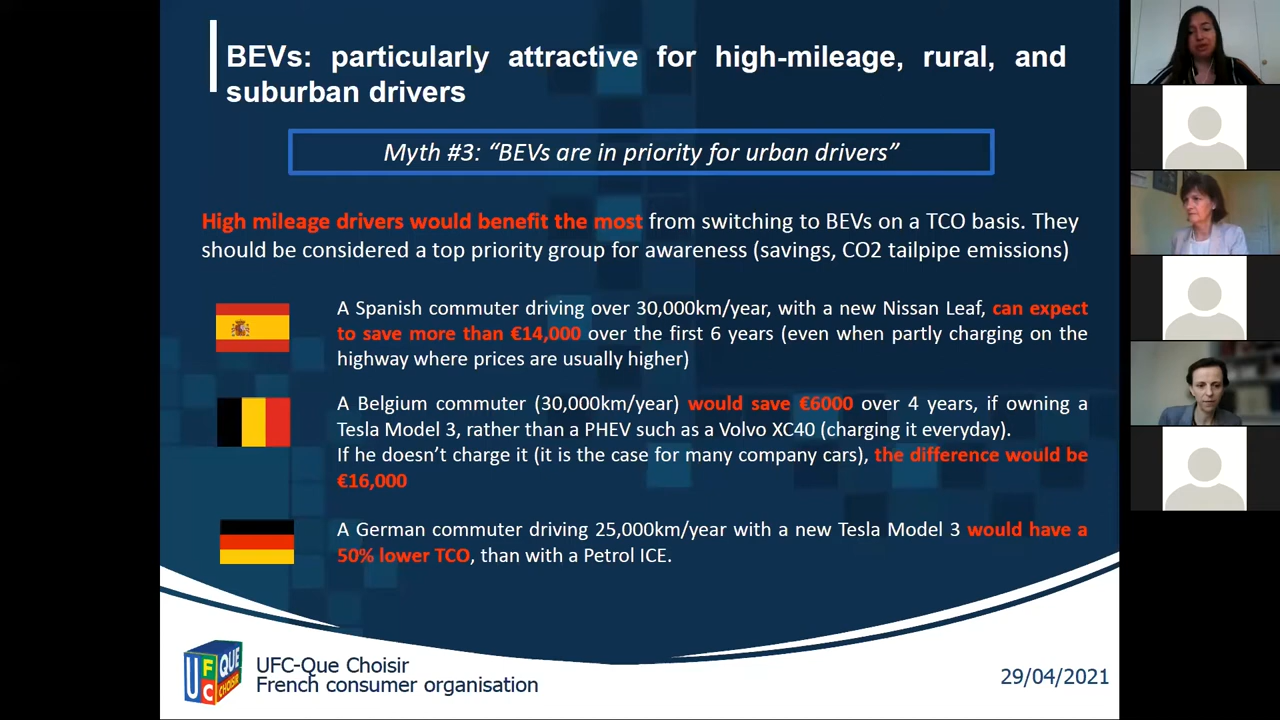 BEVs: particularly attractive for high-mileage, rural, and
suburban drivers
Myth #3: “BEVs are in priority for urban drivers”
High mileage drivers would benefit the most from switching to BEVs on a TCO basis. They
should be considered a top priority group for awareness (savings, CO2 tailpipe emissions)
A Spanish commuter driving over 30,000km/year, with a new Nissan Leaf, can expect
to save more than €14,000 over the first 6 years (even when partly charging on the
highway where prices are usually higher)
A Belgium commuter (30,000km/year) would save €6000 over 4 years, if owning a
Tesla Model 3, rather than a PHEV such as a Volvo XC40 (charging it everyday).
If he doesn’t charge it (it is the case for many company cars), the difference would be
€16,000
A German commuter driving 25,000km/year with a new Tesla Model 3 would have a
50% lower TCO, than with a Petrol ICE.
UFC QUE CHOISIR
UFC-Que Choisir
French consumer organisation
29/04/2021